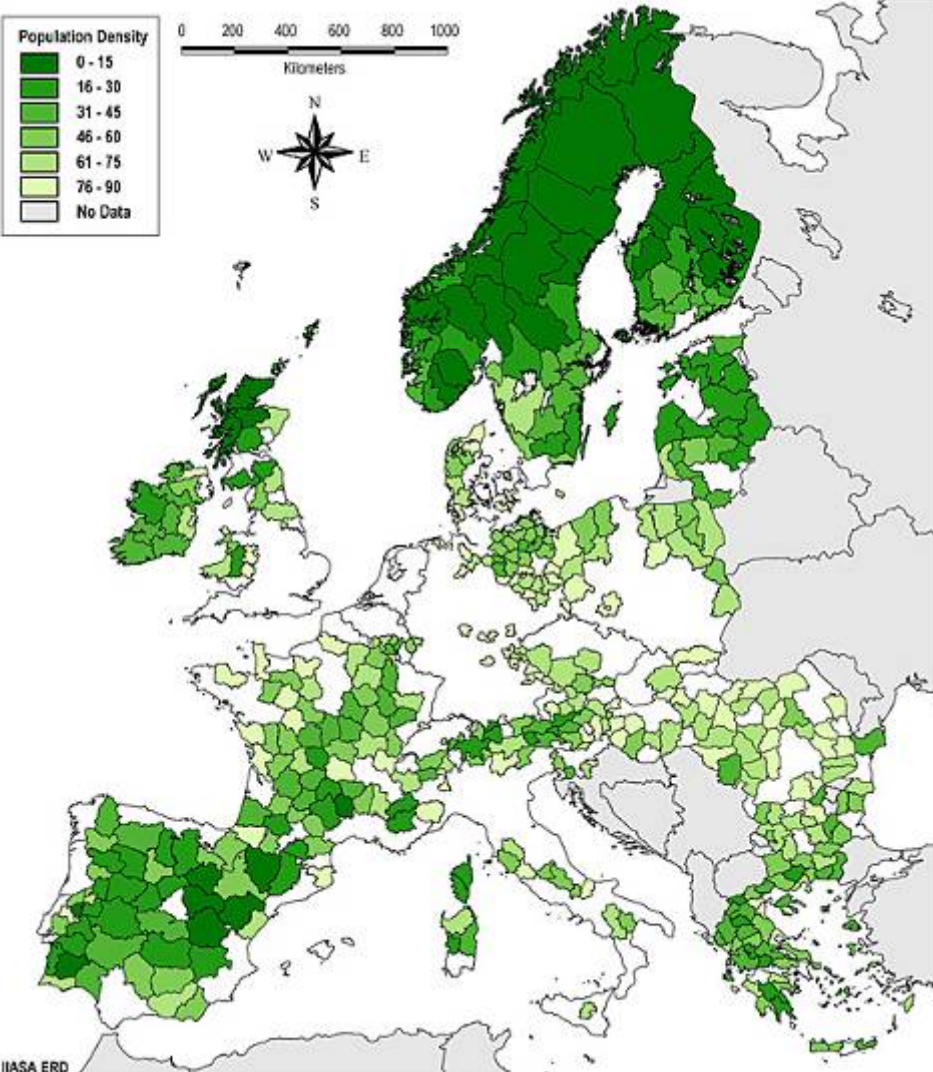 Population Density
0 - 15
16 - 30
31 - 45
46 - 60
61 - 75
76 - 90
No Data
0 200 400 600 800 1000
Kilometers
N
W E
S
IIASA ERD